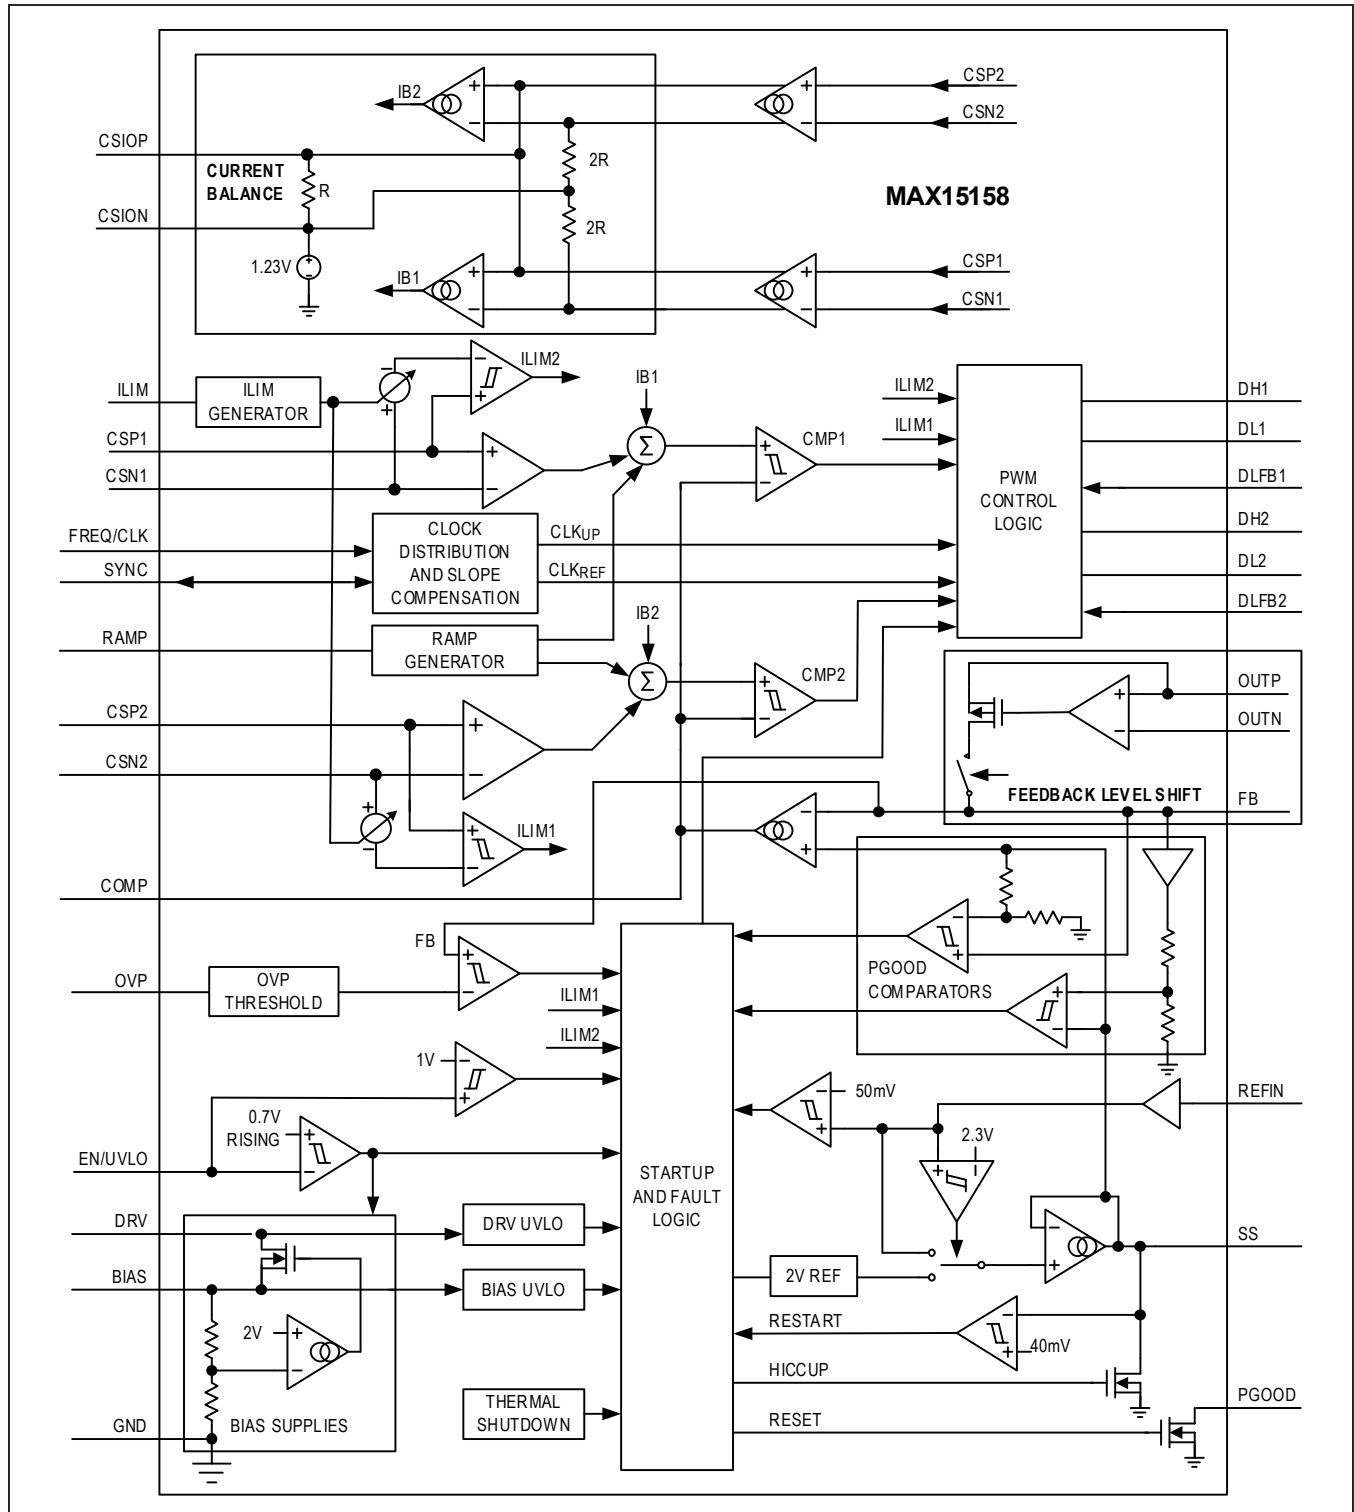 CSP2
IB2
CSN2
CSIOP
2R
CURRENT
BALANCE
R
MAX15158
CSION
2R
1.23V
IB1
CSP1
CSN1
ILIM2
ILIM
ILIM
GENERATOR
IB1
ILIM2
DH1
CSP1
CMP1
ILIM1
DL1
CSN1
PWM
CONTROL
LOGIC
DLFB1
FREQ/CLK
CLOCK
DISTRIBUTION
AND SLOPE
COMPENSATION
CLKUP
DH2
SYNC
CLKREF
DL2
IB2
DLFB2
RAMP
RAMP
GENERATOR
Σ
Σ
CMP2
OUTP
CSP2
OUTN
CSN2
FEEDBACK LEVEL SHIFT
FB
ILIM1
COMP
FB
OVP
OVP
THRESHOLD
PGOOD
COMPARATORS
ILIM1
ILIM2
1V
50mV
REFIN
0.7V
RISING
2.3V
EN/UVLO
STARTUP
AND FAULT
LOGIC
DRV
DRV UVLO
SS
BIAS
BIAS UVLO
2V REF
2V
RESTART
40mV
HICCUP
PGOOD
THERMAL
SHUTDOWN
RESET
GND
BIAS SUPPLIES